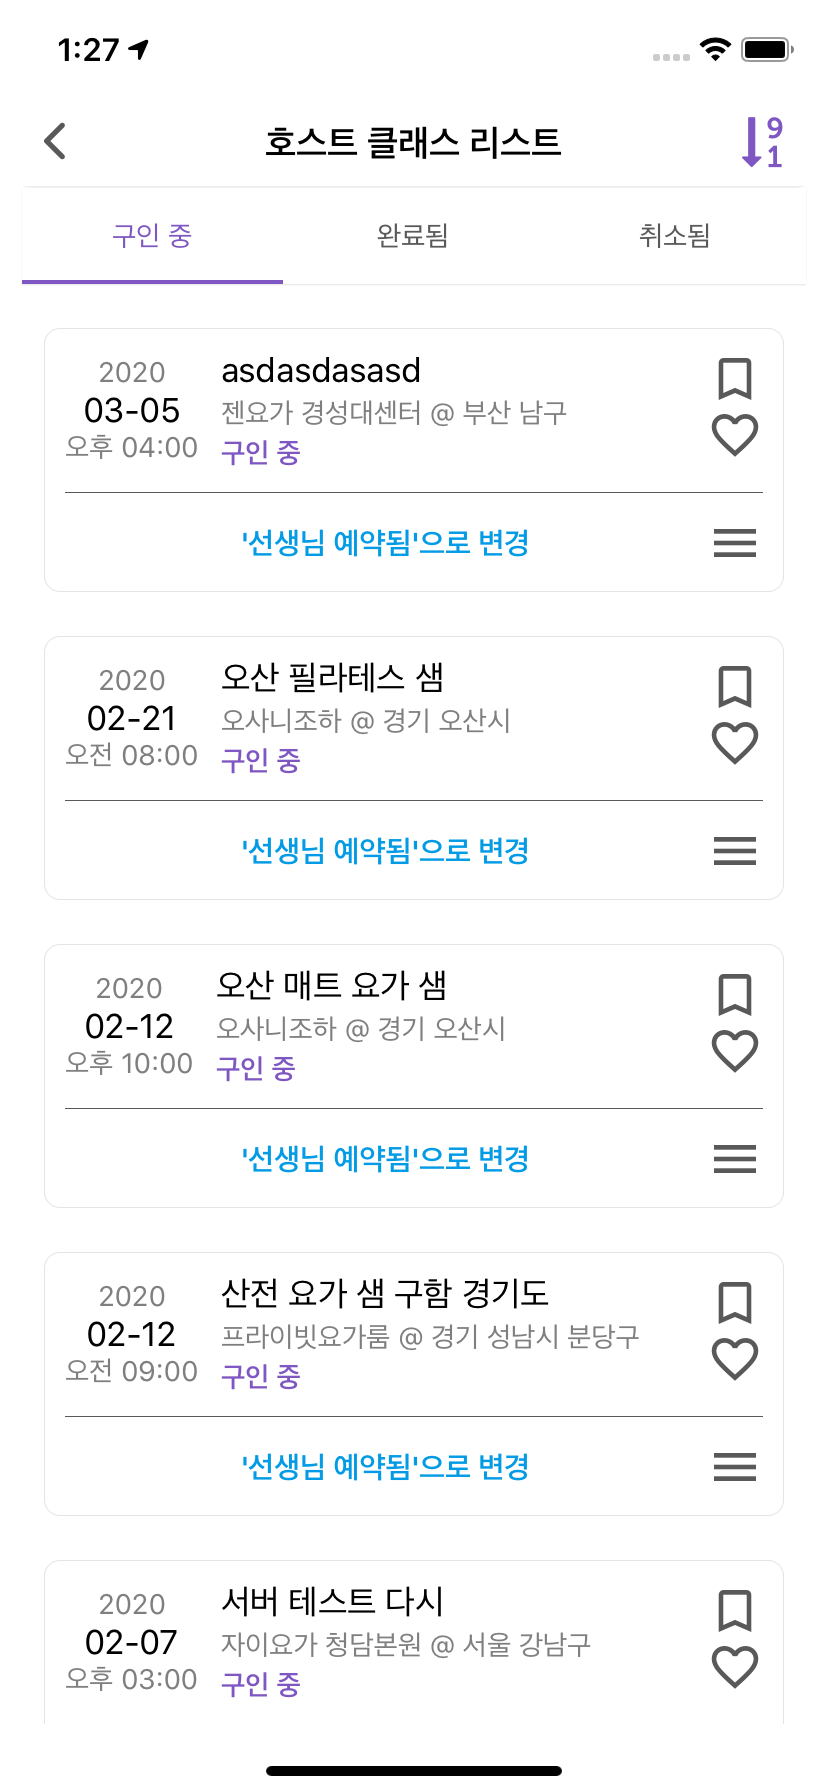 1:27
호스트 클래스 리스트
9
1
구인 중
완료됨
취소됨
2020
03-05
오후 04:00
asdasdasasd
젠요가 경성대센터 @ 부산 남구
구인 중
'선생님 예약됨'으로 변경
2020
02-21
오전 08:00
오산 필라테스 샘
오사니조하 @ 경기 오산시
구인 중
'선생님 예약됨'으로 변경
2020
02-12
오후 10:00
오산 매트 요가 샘
오사니조하 @ 경기 오산시
구인 중
'선생님 예약됨'으로 변경
2020
02-12
오전 09:00
산전 요가 샘 구함 경기도
프라이빗요가룸 @ 경기 성남시 분당구
구인 중
'선생님 예약됨'으로 변경
2020
02-07
오후 03:00
서버 테스트 다시
자이요가 청담본원 @ 서울 강남구
구인 중